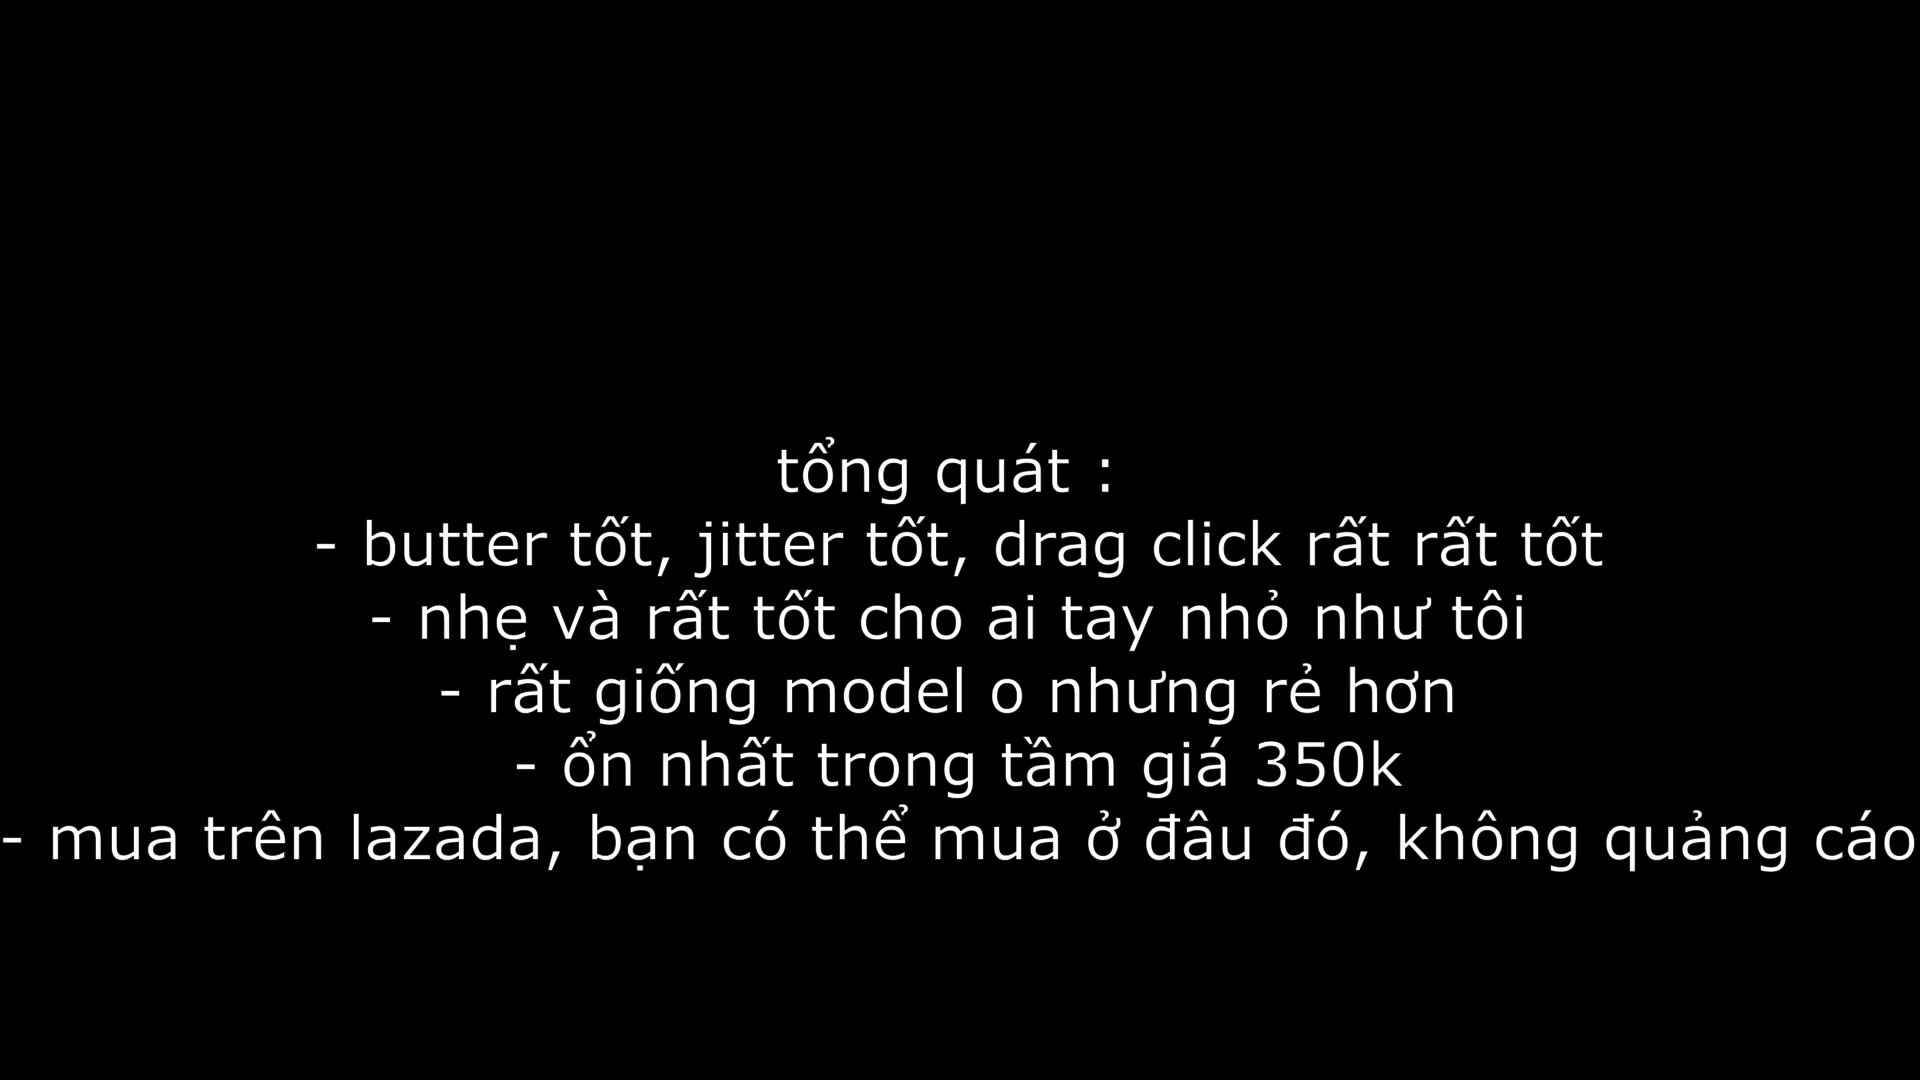 tổng quát :
- butter tốt, jitter tốt, drag click rất rất tốt
- nhẹ và rất tốt cho ai tay nhỏ như tôi
- rất giống model o nhưng rẻ hơn
- ổn nhất trong tầm giá 350k
- mua trên lazada, bạn có thể mua ở đâu đó, không quảng cáo